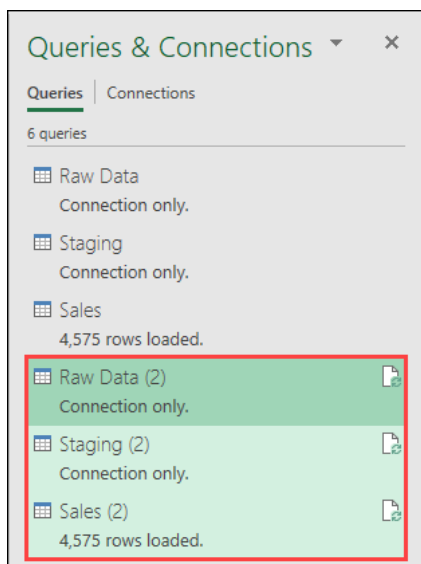 Queries & Connections
Queries | Connections
6 queries
Raw Data
Connection only.
Staging
Connection only.
Sales
4,575 rows loaded.
Raw Data (2)
Connection only.
Staging (2)
Connection only.
Sales (2)
4,575 rows loaded.